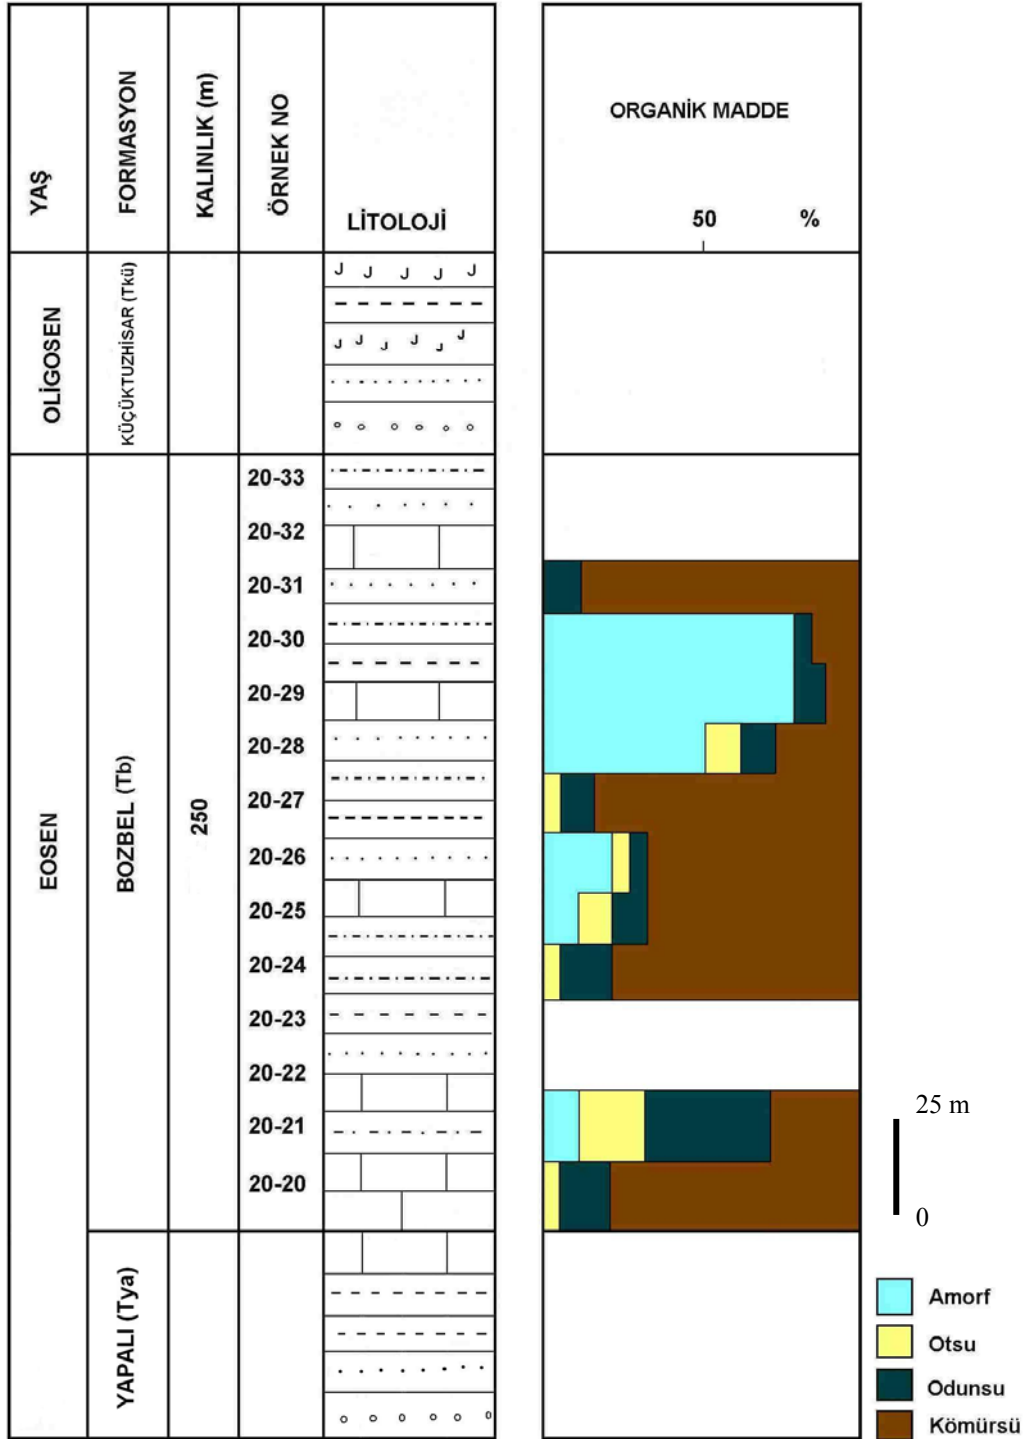 YAŞ
FORMASYON
KALINLIK (m)
ÖRNEK NO
LİTOLOJİ
ORGANİK MADDE
50 %
OLİGOSEN
KÜÇÜKTUZHİSAR (Tkü)
EOSEN
BOZBEL (Tb)
250
20-33
20-32
20-31
20-30
20-29
20-28
20-27
20-26
20-25
20-24
20-23
20-22
20-21
20-20
YAPALI (Tya)
25 m
0
Amorf
Otsu
Odunsu
Kömürsü